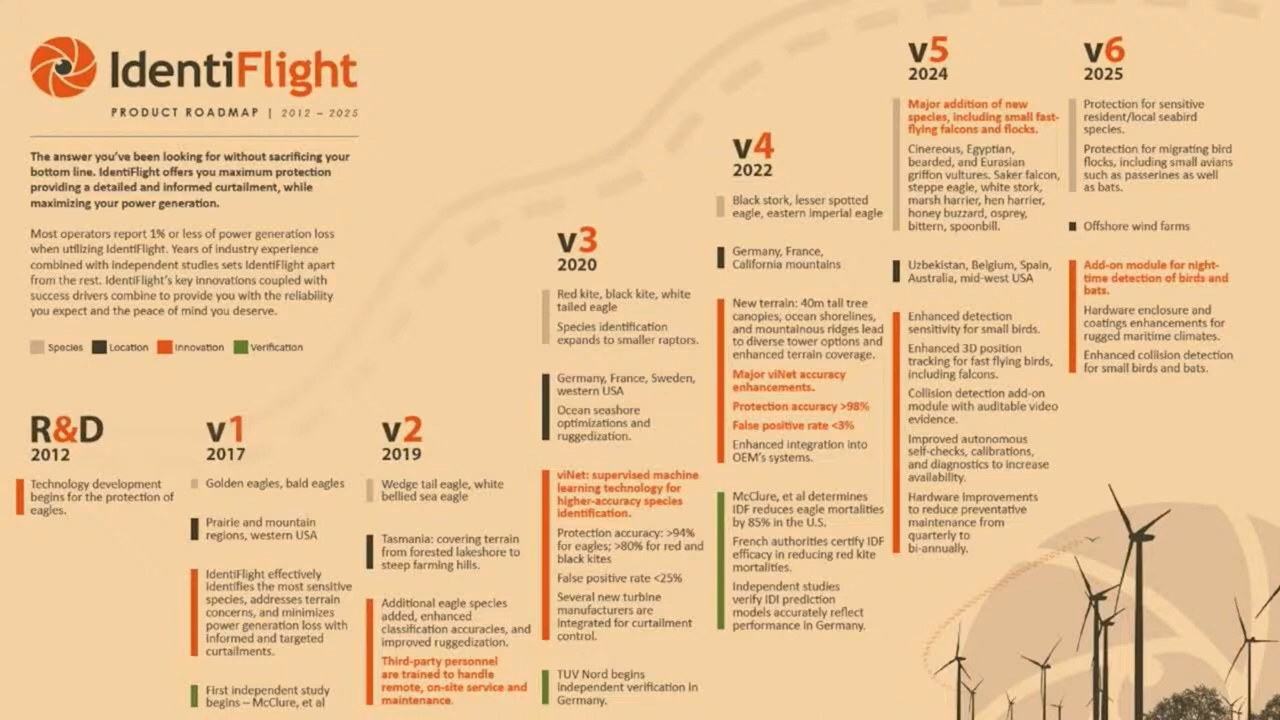 IdentiFlight
PRODUCT ROADMAP | 2012 – 2025
The answer you've been looking for without sacrificing your
bottom line. IdentiFlight offers you maximum protection
providing a detailed and informed curtailment, while
maximizing your power generation.
Most operators report 1% or less of power generation loss
when utilizing IdentiFlight. Years of industry experience
combined with independent studies sets IdentiFlight apart
from the rest. IdentiFlight's key innovations coupled with
success drivers combine to provide you with the reliability
you expect and the peace of mind you deserve.
Species Location Innovation Verification
R&D
2012
Technology development
begins for the protection of
eagles.
v1
2017
Golden eagles, bald eagles
Prairie and mountain
regions, western USA
IdentiFlight effectively
identifies the most sensitive
species, addresses terrain
concerns, and minimizes
power generation loss with
informed and targeted
curtailments.
First independent study
begins – McClure, et al
v2
2019
Wedge tail eagle, white
bellied sea eagle
Tasmania: covering terrain
from forested lakeshore to
steep farming hills.
Additional eagle species
added, enhanced
classification accuracies, and
improved ruggedization.
Third-party personnel
are trained to handle
remote, on-site service and
maintenance.
v3
2020
Red kite, black kite, white
tailed eagle
Species identification
expands to smaller raptors.
Germany, France, Sweden,
western USA
Ocean seashore
optimizations and
ruggedization.
viNet: supervised machine
learning technology for
higher-accuracy species
identification.
Protection accuracy: >94%
for eagles; >80% for red and
black kites
False positive rate <25%
Several new turbine
manufacturers are
integrated for curtailment
control.
TUV Nord begins
independent verification in
Germany.
v4
2022
Black stork, lesser spotted
eagle, eastern imperial eagle
Germany, France,
California mountains
New terrain: 40m tall tree
canopies, ocean shorelines,
and mountainous ridges lead
to diverse tower options and
enhanced terrain coverage.
Major viNet accuracy
enhancements.
Protection accuracy >98%
False positive rate <3%
Enhanced integration into
OEM's systems.
McClure, et al determines
IDF reduces eagle mortalities
by 85% in the U.S.
French authorities certify IDF
efficacy in reducing red kite
mortalities.
Independent studies
verify IDI prediction
models accurately reflect
performance in Germany.
v5
2024
Major addition of new
species, including small fast-
flying falcons and flocks.
Cinereous, Egyptian,
bearded, and Eurasian
griffon vultures. Saker falcon,
steppe eagle, white stork,
marsh harrier, hen harrier,
honey buzzard, osprey,
bittern, spoonbill.
Uzbekistan, Belgium, Spain,
Australia, mid-west USA
Enhanced detection
sensitivity for small birds.
Enhanced 3D position
tracking for fast flying birds,
including falcons.
Collision detection add-on
module with auditable video
evidence.
Improved autonomous
self-checks, calibrations,
and diagnostics to increase
availability.
Hardware Improvements
to reduce preventative
maintenance from
quarterly to
bi-annually.
v6
2025
Protection for sensitive
resident/local seabird
species.
Protection for migrating bird
flocks, including small avians
such as passerines as well
as bats.
Offshore wind farms
Add-on module for night-
time detection of birds and
bats.
Hardware enclosure and
coatings enhancements for
rugged maritime climates.
Enhanced collision detection
for small birds and bats.